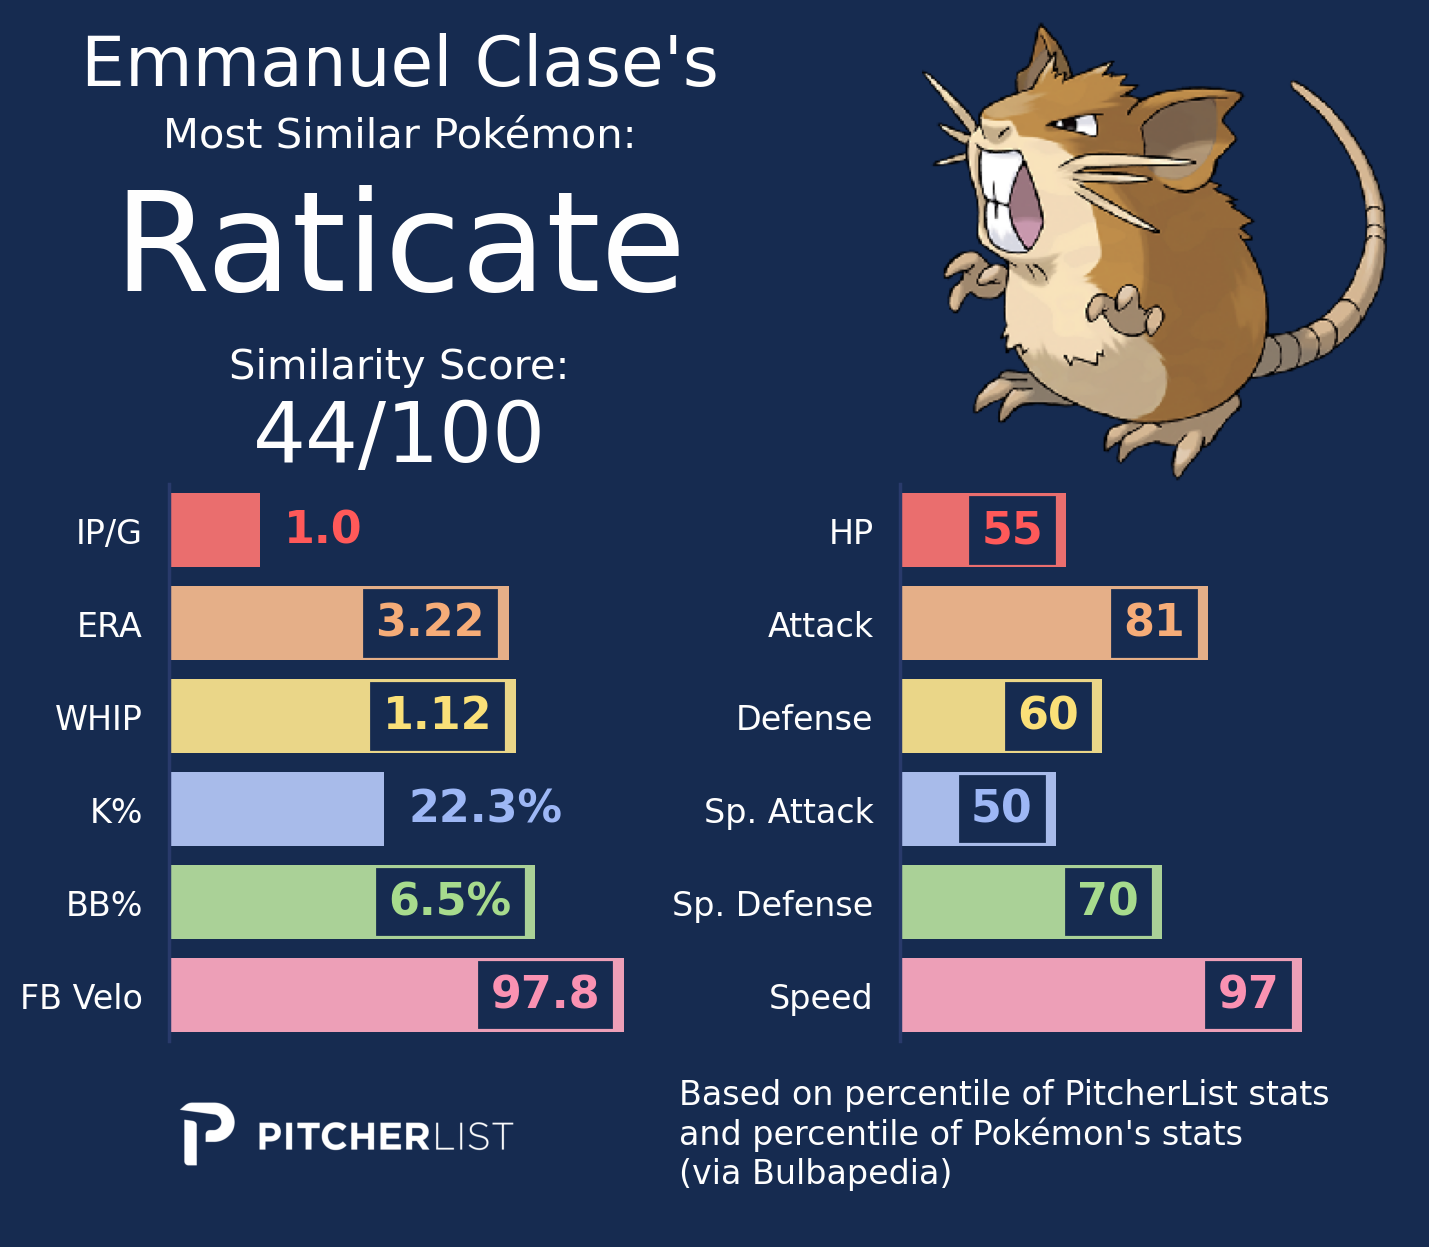 Emmanuel Clase's
Most Similar Pokémon:
Raticate
Similarity Score:
44/100
IP/G 1.0
ERA 3.22
WHIP 1.12
K% 22.3%
BB% 6.5%
FB Velo 97.8
HP 55
Attack 81
Defense 60
Sp. Attack 50
Sp. Defense 70
Speed 97
PITCHERLIST
Based on percentile of PitcherList stats
and percentile of Pokémon's stats
(via Bulbapedia)